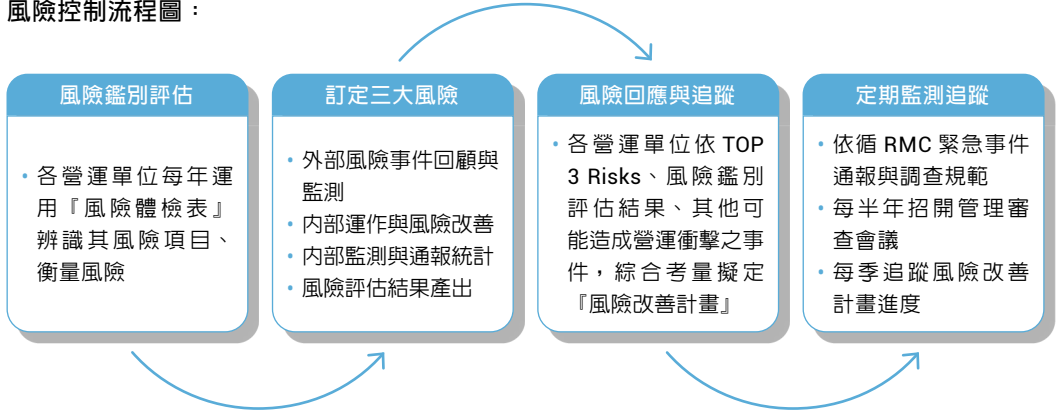 風險控制流程圖：
風險鑑別評估
• 各營運單位每年運
用『風險體檢表』
辨識其風險項目、
衡量風險
訂定三大風險
• 外部風險事件回顧與
監測
• 內部運作與風險改善
• 內部監測與通報統計
• 風險評估結果產出
風險回應與追蹤
• 各營運單位依 TOP
3 Risks、風險鑑別
評估結果、其他可
能造成營運衝擊之事
件，綜合考量擬定
『風險改善計畫』
定期監測追蹤
• 依循 RMC 緊急事件
通報與調查規範
• 每半年招開管理審
查會議
• 每季追蹤風險改善
計畫進度